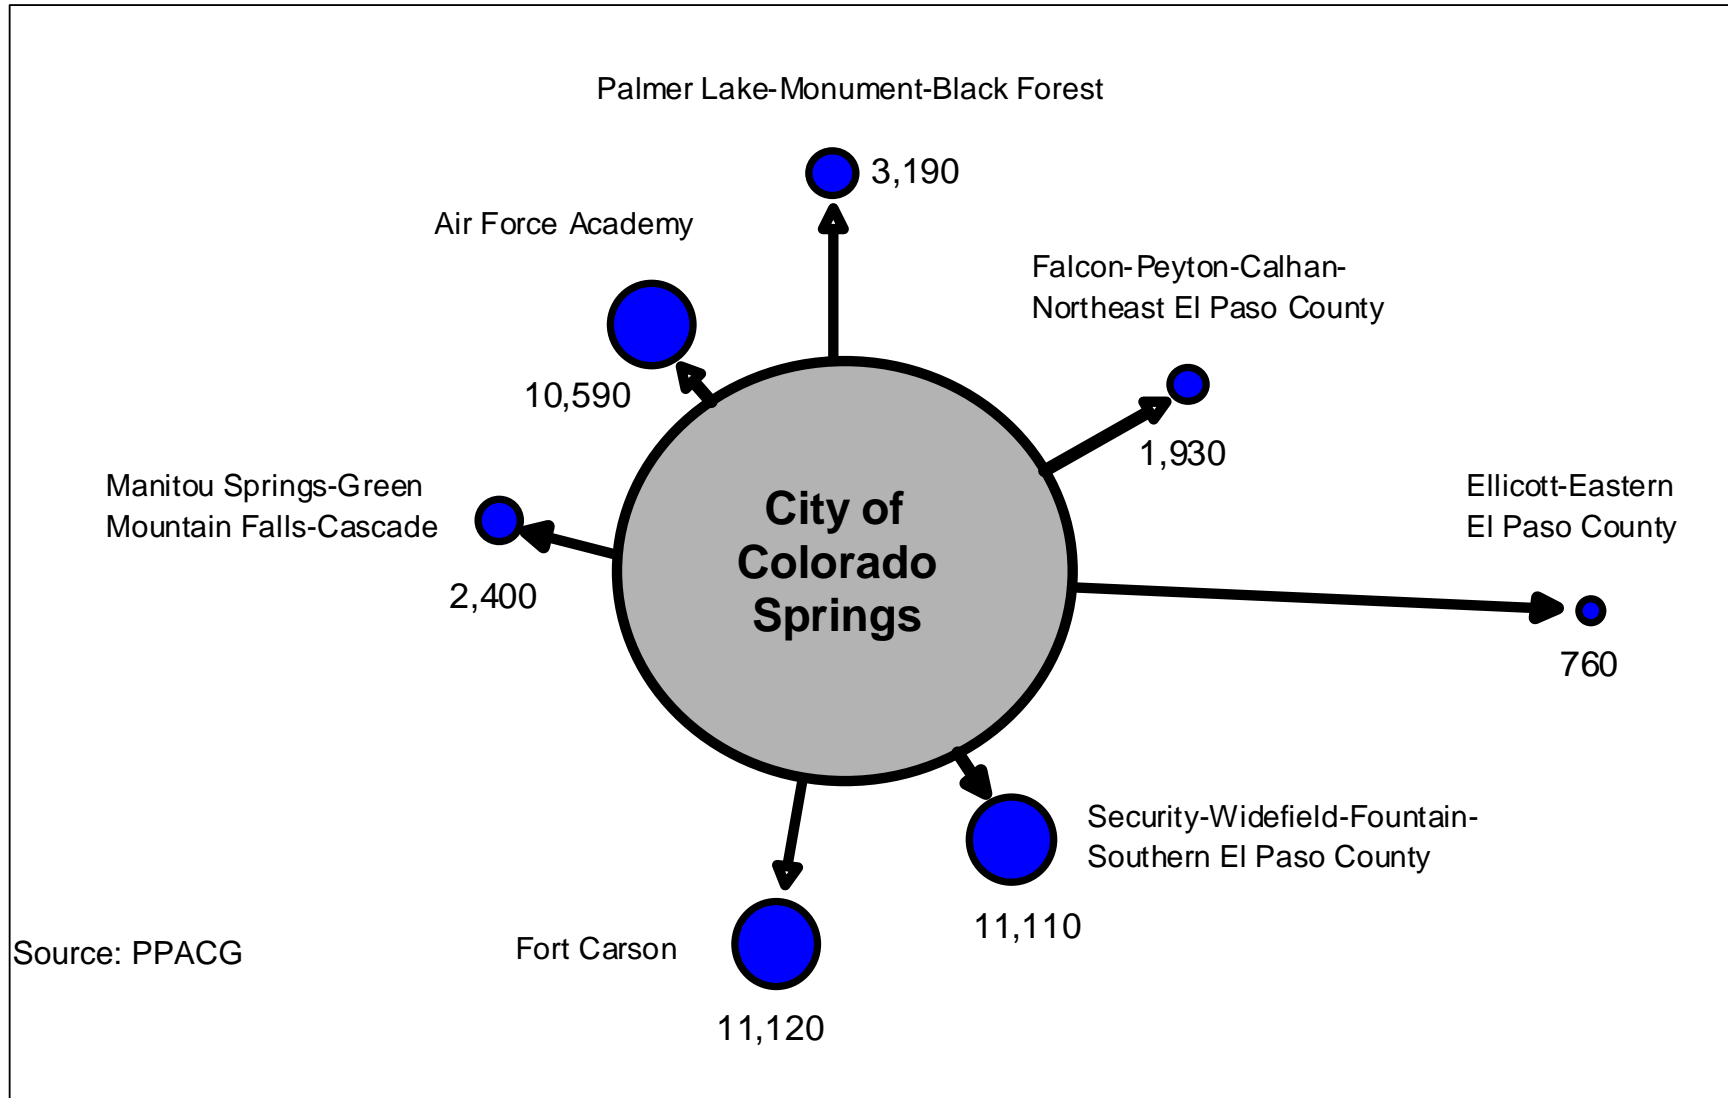 Palmer Lake-Monument-Black Forest
3,190
Air Force Academy
10,590
Falcon-Peyton-Calhan-
Northeast El Paso County
1,930
Manitou Springs-Green
Mountain Falls-Cascade
2,400
City of
Colorado
Springs
Ellicott-Eastern
El Paso County
760
Security-Widefield-Fountain-
Southern El Paso County
11,110
Fort Carson
11,120
Source: PPACG